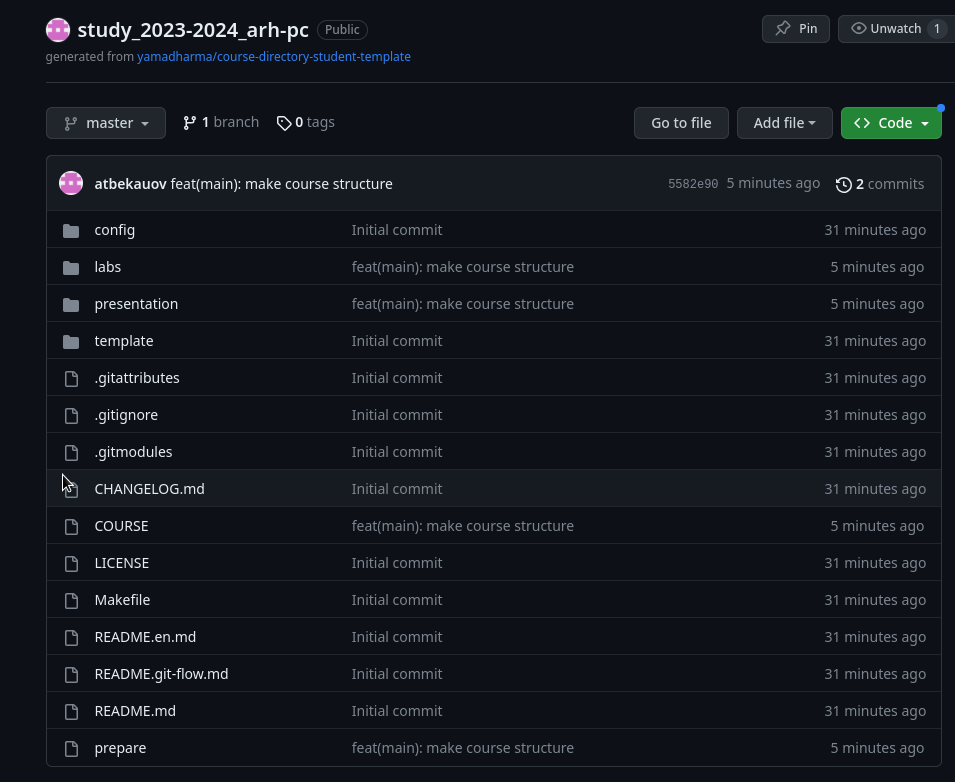 study_2023-2024_arh-pc Public Pin Unwatch 1
generated from yamadharma/course-directory-student-template
master 1 branch 0 tags Go to file Add file Code
atbekauov feat(main): make course structure 5582e90 5 minutes ago 2 commits
config Initial commit 31 minutes ago
labs feat(main): make course structure 5 minutes ago
presentation feat(main): make course structure 5 minutes ago
template Initial commit 31 minutes ago
.gitattributes Initial commit 31 minutes ago
.gitignore Initial commit 31 minutes ago
.gitmodules Initial commit 31 minutes ago
CHANGELOG.md Initial commit 31 minutes ago
COURSE feat(main): make course structure 5 minutes ago
LICENSE Initial commit 31 minutes ago
Makefile Initial commit 31 minutes ago
README.en.md Initial commit 31 minutes ago
README.git-flow.md Initial commit 31 minutes ago
README.md Initial commit 31 minutes ago
prepare feat(main): make course structure 5 minutes ago